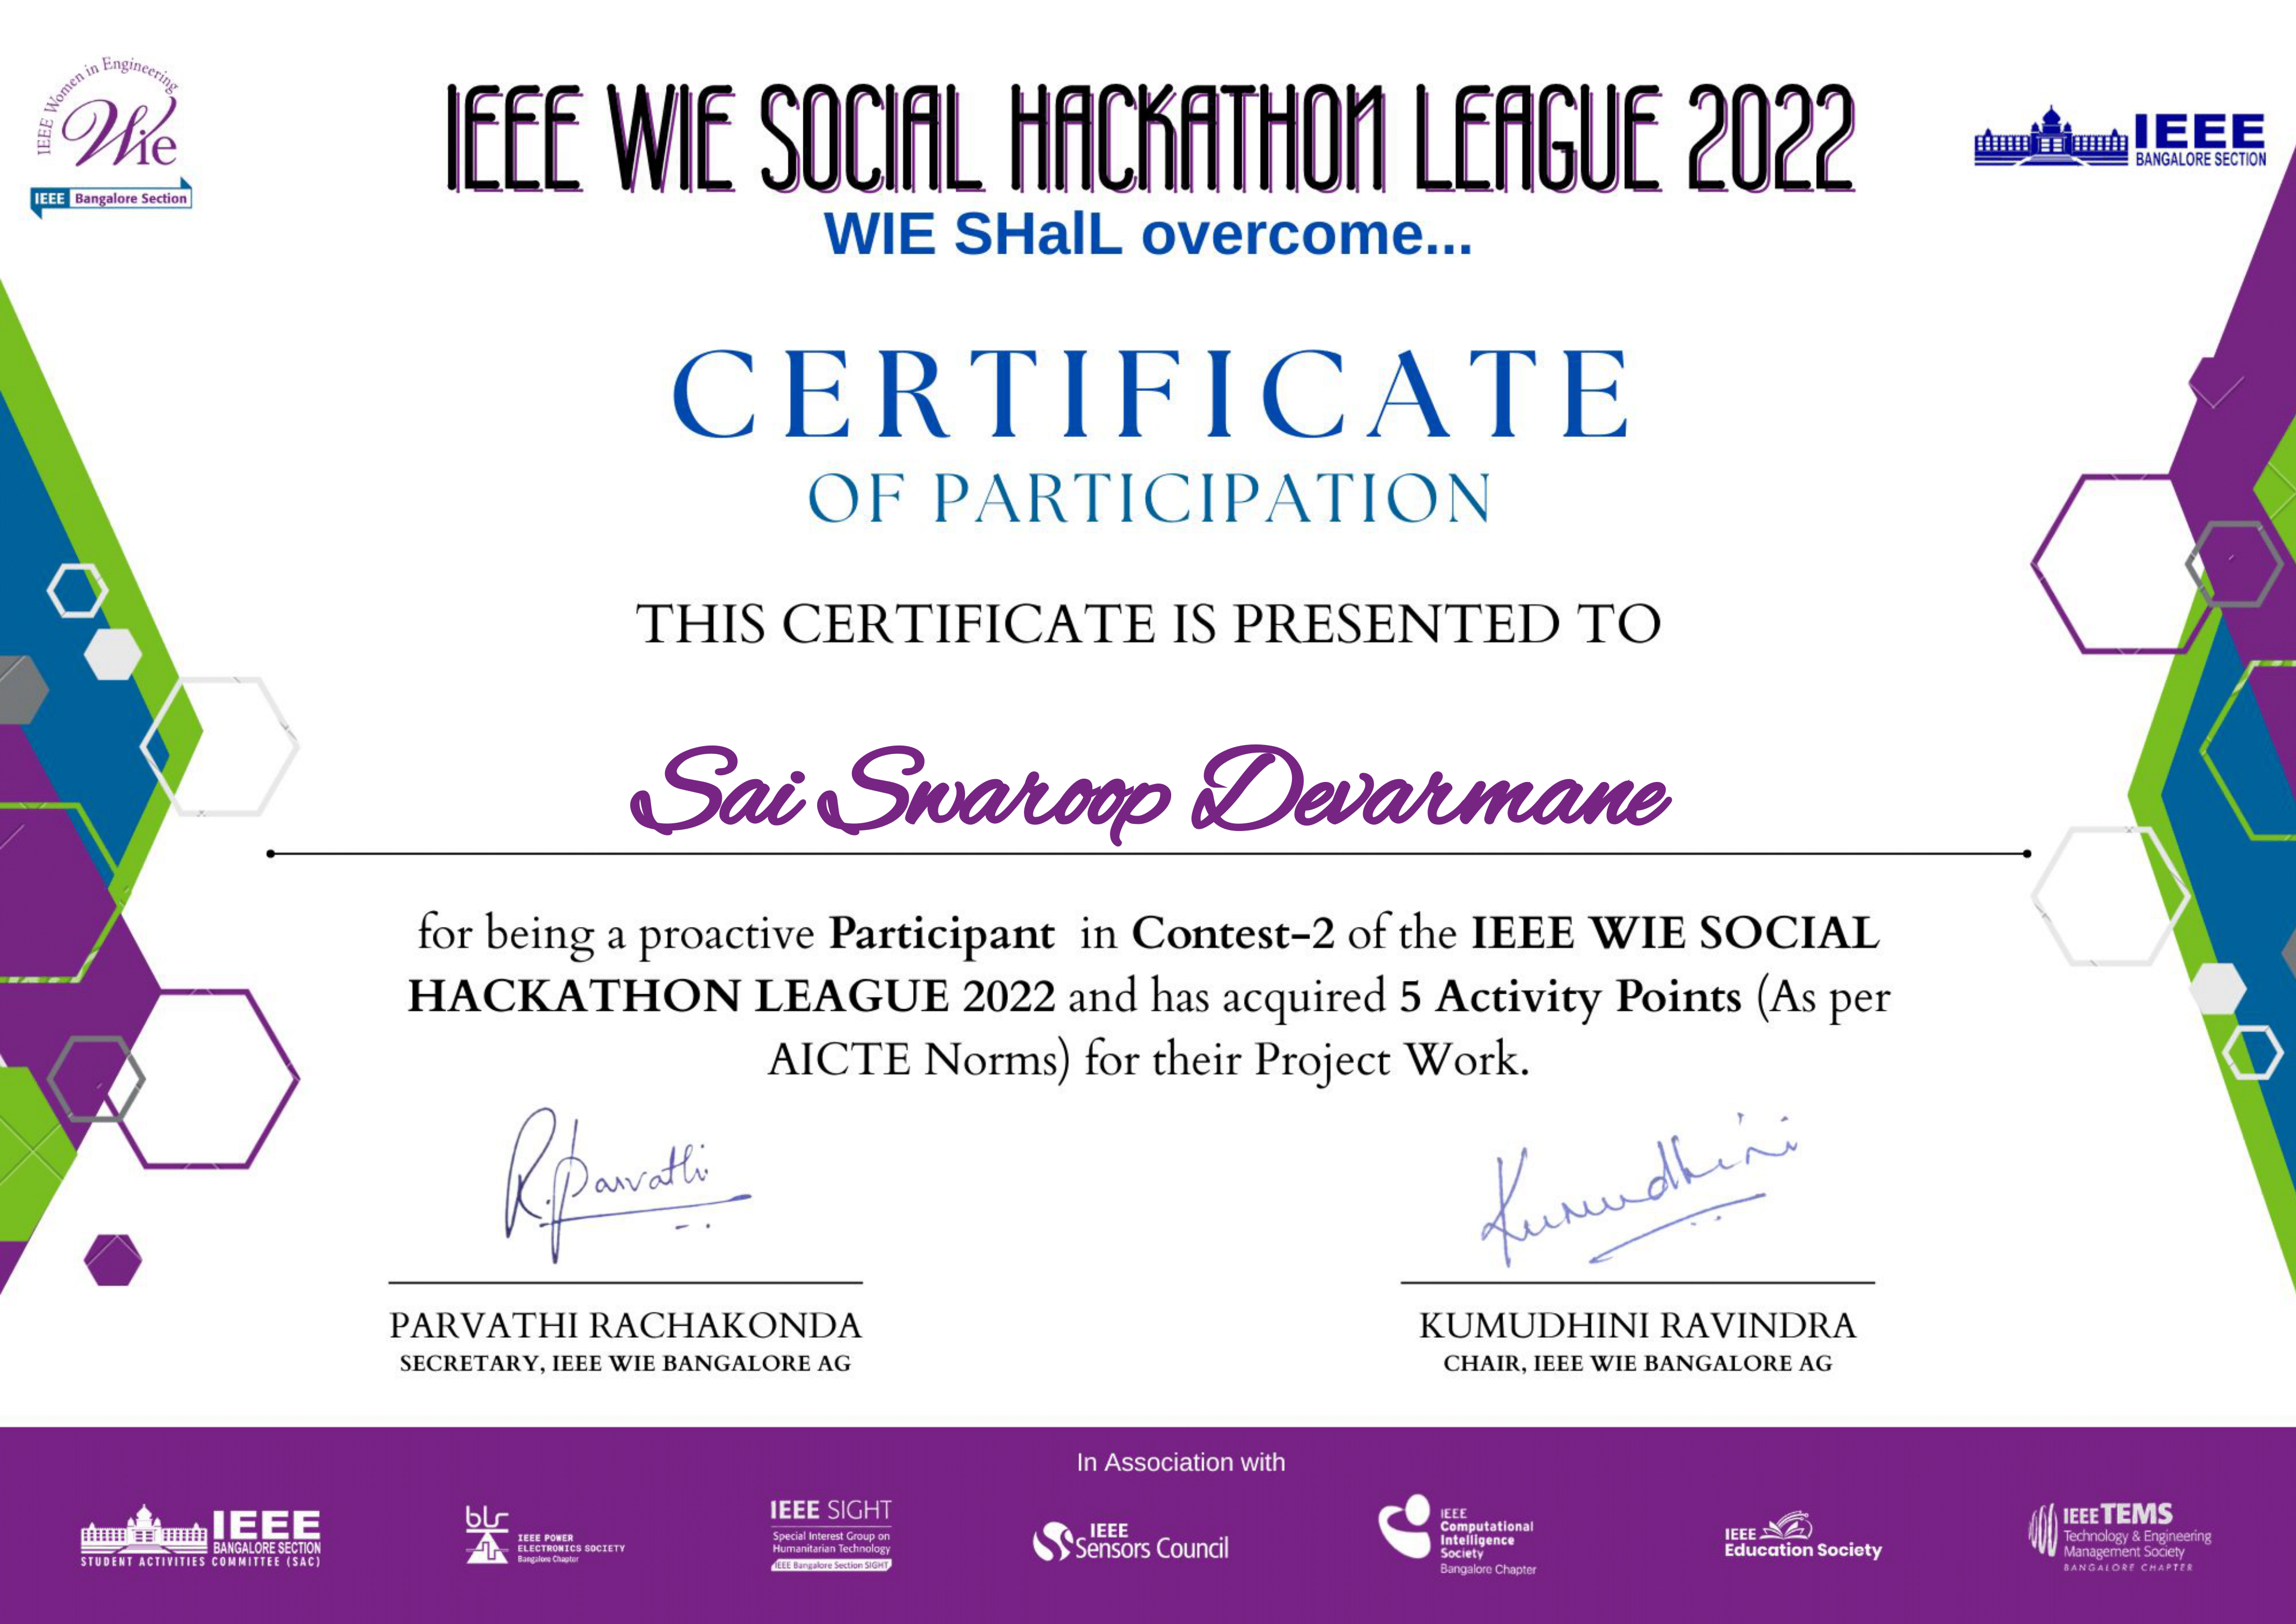 IEEE Women in Engineering
Wie
IEEE Bangalore Section
IEEE WIE SOCIAL HACKATHON LEAGUE 2022
IEEE
BANGALORE SECTION
WIE SHalL overcome...
CERTIFICATE
OF PARTICIPATION
THIS CERTIFICATE IS PRESENTED TO
Sai Swaroop Devarmane
for being a proactive Participant in Contest-2 of the IEEE WIE SOCIAL
HACKATHON LEAGUE 2022 and has acquired 5 Activity Points (As per
AICTE Norms) for their Project Work.
R. Parvathi
Kumudhini
PARVATHI RACHAKONDA
SECRETARY, IEEE WIE BANGALORE AG
KUMUDHINI RAVINDRA
CHAIR, IEEE WIE BANGALORE AG
In Association with
IEEE
BANGALORE SECTION
STUDENT ACTIVITIES COMMITTEE (SAC)
blr
IEEE POWER
ELECTRONICS SOCIETY
Bangalore Chapter
IEEE SIGHT
Special Interest Group on
Humanitarian Technology
IEEE Bangalore Section SIGHT
IEEE
Sensors Council
IEEE
Computational
Intelligence
Society
Bangalore Chapter
IEEE
Education Society
IEEE TEMS
Technology & Engineering
Management Society
BANGALORE CHAPTER